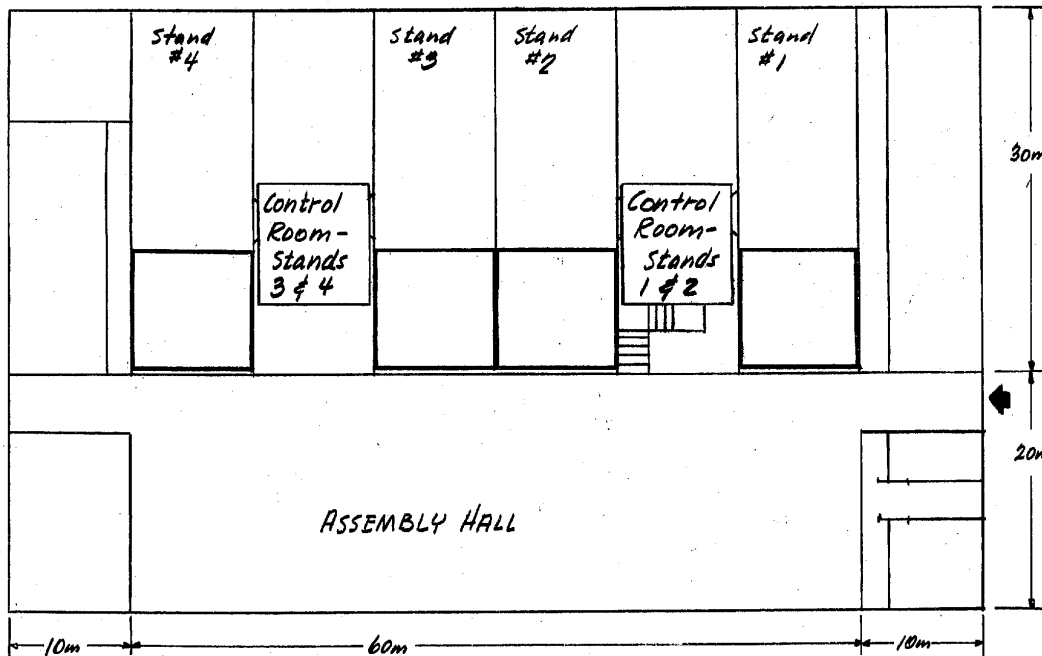 Stand
#4
Stand
#3
Stand
#2
Stand
#1
30m
Control
Room-
Stands
3 & 4
Control
Room-
Stands
1 & 2
20m
ASSEMBLY HALL
10m
60m
10m